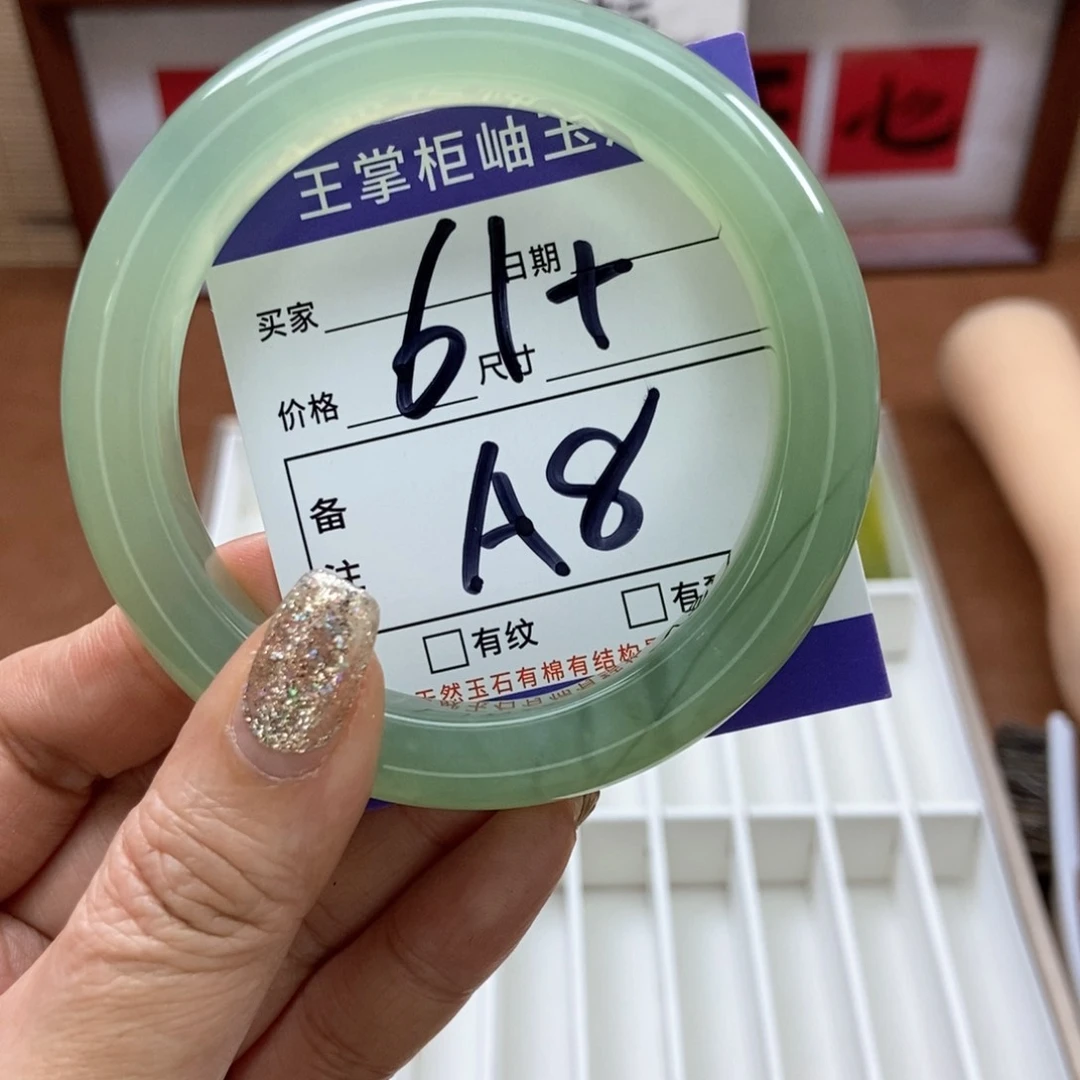 王掌柜岫玉
日期
买家
61+
尺寸
价格
A8
备
注
□有纹 □有
天然玉石有棉有结构
心